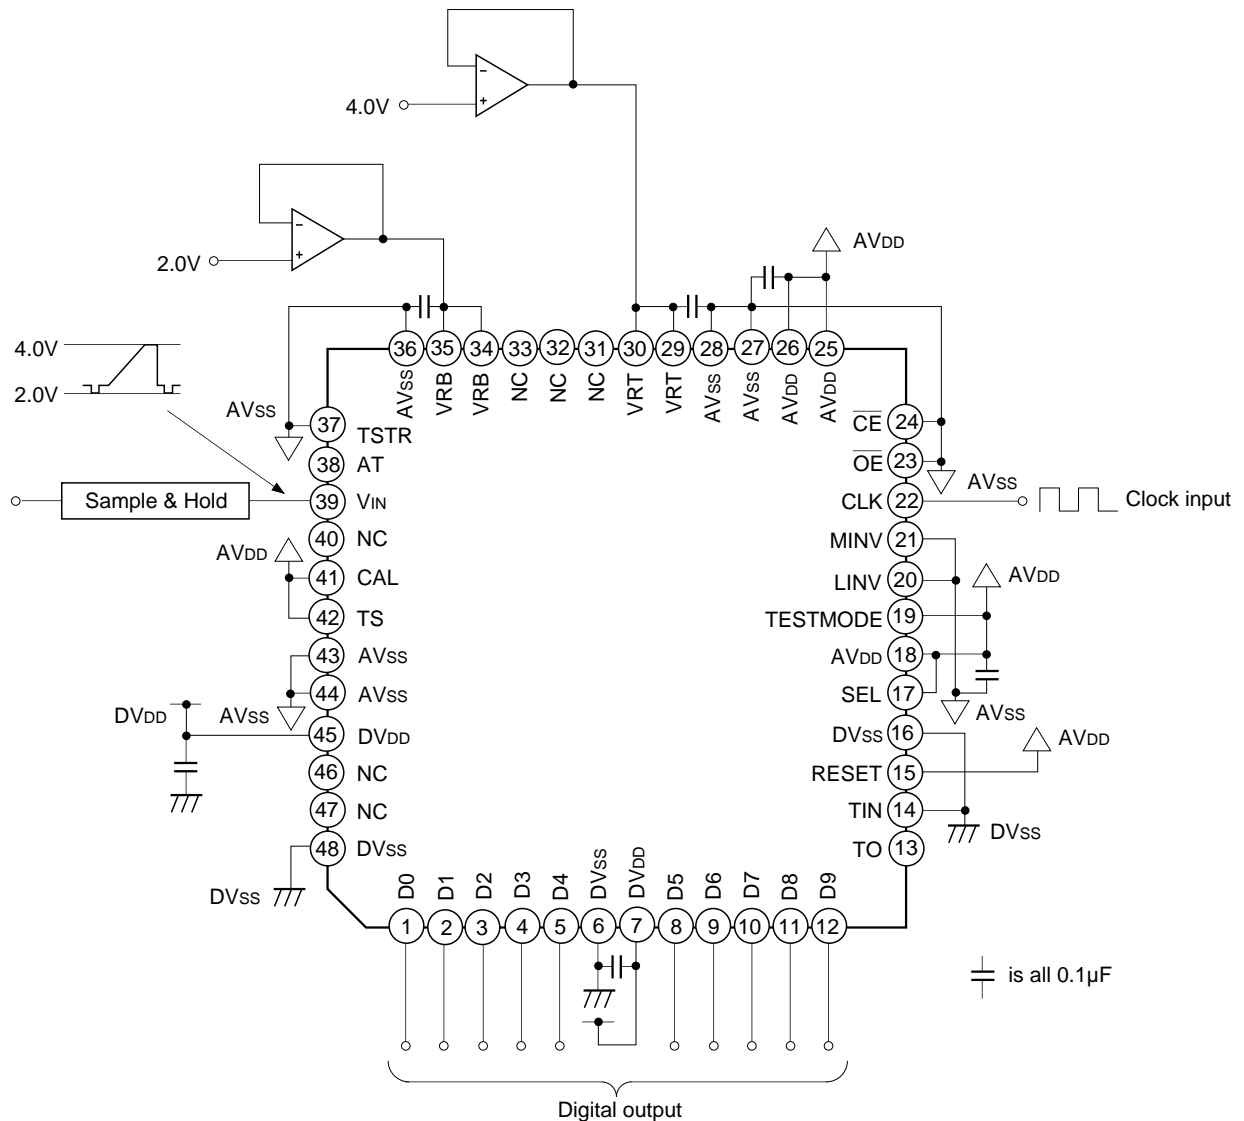 4.0V
−
+
2.0V
−
+
AVDD
4.0V
2.0V
36 35 34 33 32 31 30 29 28 27 26 25
AVSS VRB VRB NC NC NC VRT VRT AVSS AVSS AVDD AVDD
AVSS
37 TSTR
38 AT
Sample & Hold
39 VIN
40 NC
AVDD
41 CAL
42 TS
43 AVSS
44 AVSS
AVSS
DVDD
45 DVDD
46 NC
47 NC
48 DVSS
DVSS
CE 24
OE 23
AVSS
CLK 22
Clock input
MINV 21
LINV 20
AVDD
TESTMODE 19
AVDD 18
SEL 17
AVSS
DVSS 16
AVDD
RESET 15
TIN 14
DVSS
TO 13
D0 D1 D2 D3 D4 DVSS DVDD D5 D6 D7 D8 D9
1 2 3 4 5 6 7 8 9 10 11 12
is all 0.1µF
Digital output